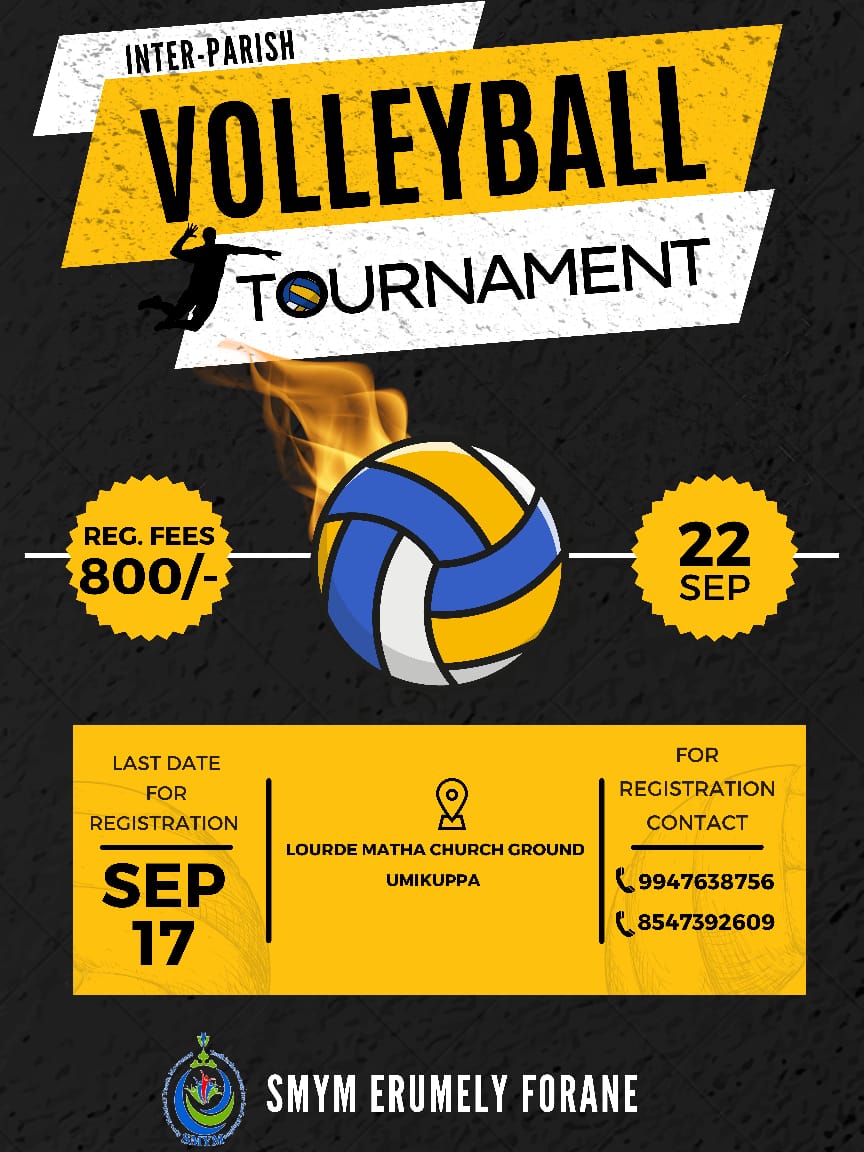 INTER-PARISH
VOLLEYBALL
TOURNAMENT
REG. FEES
800/-
22
SEP
LAST DATE
FOR
REGISTRATION
SEP
17
LOURDE MATHA CHURCH GROUND
UMIKUPPA
FOR
REGISTRATION
CONTACT
9947638756
8547392609
SMYM
SMYM ERUMELY FORANE